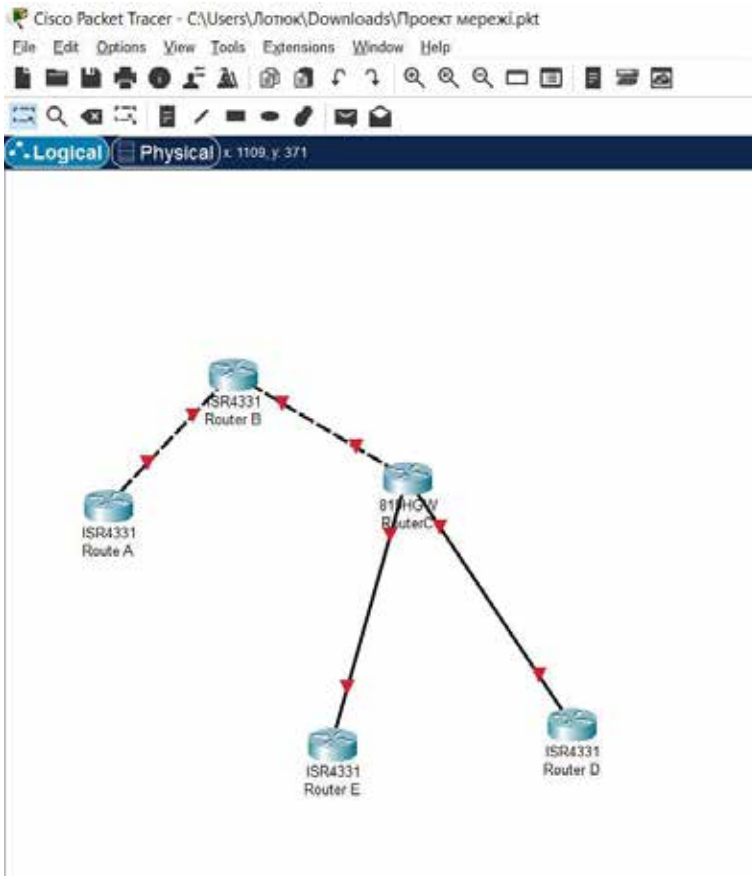 Cisco Packet Tracer - C:\Users\Лотюк\Downloads\Проект мережі.pkt
File Edit Options View Tools Extensions Window Help
Logical Physical x: 1109, y: 371
ISR4331
Router B
ISR4331
Route A
819HGW
RouterC
ISR4331
Router E
ISR4331
Router D